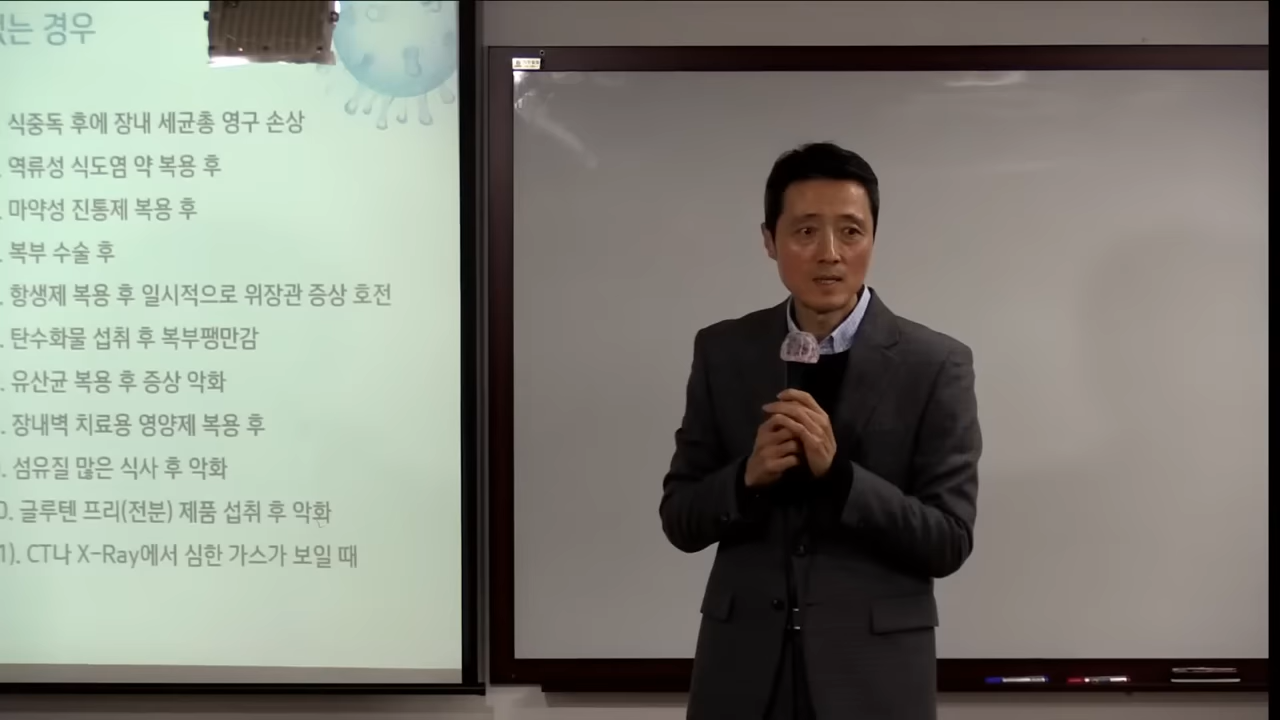 있는 경우
식중독 후에 장내 세균총 영구 손상
역류성 식도염 약 복용 후
마약성 진통제 복용 후
복부 수술 후
항생제 복용 후 일시적으로 위장관 증상 호전
탄수화물 섭취 후 복부팽만감
유산균 복용 후 증상 악화
장내벽 치료용 영양제 복용 후
섬유질 많은 식사 후 악화
0. 글루텐 프리(전분) 제품 섭취 후 악화
1). CT나 X-Ray에서 심한 가스가 보일 때